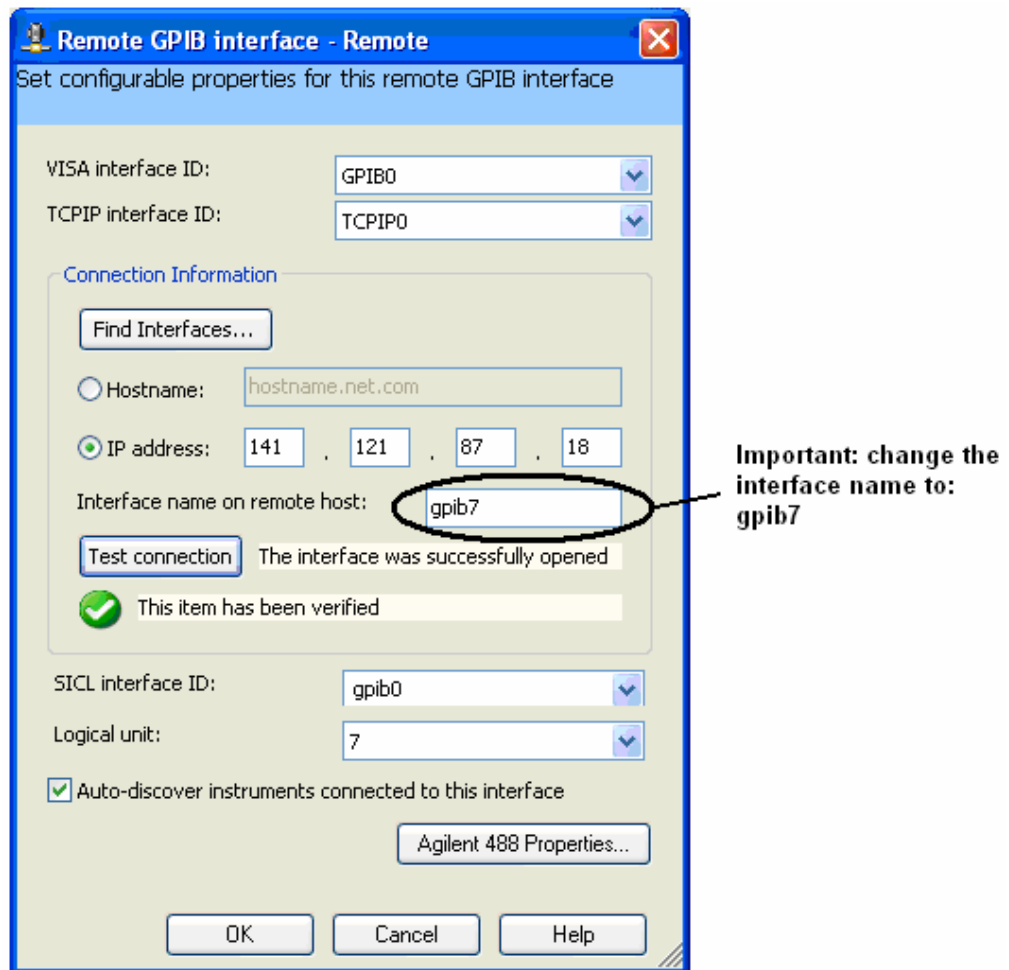 Remote GPIB interface - Remote
Set configurable properties for this remote GPIB interface
VISA interface ID:
GPIB0
TCPIP interface ID:
TCPIP0
Connection Information
Find Interfaces...
Hostname:
hostname.net.com
IP address:
141 . 121 . 87 . 18
Interface name on remote host:
gpib7
Important: change the
interface name to:
gpib7
Test connection
The interface was successfully opened
This item has been verified
SICL interface ID:
gpib0
Logical unit:
7
Auto-discover instruments connected to this interface
Agilent 488 Properties...
OK
Cancel
Help